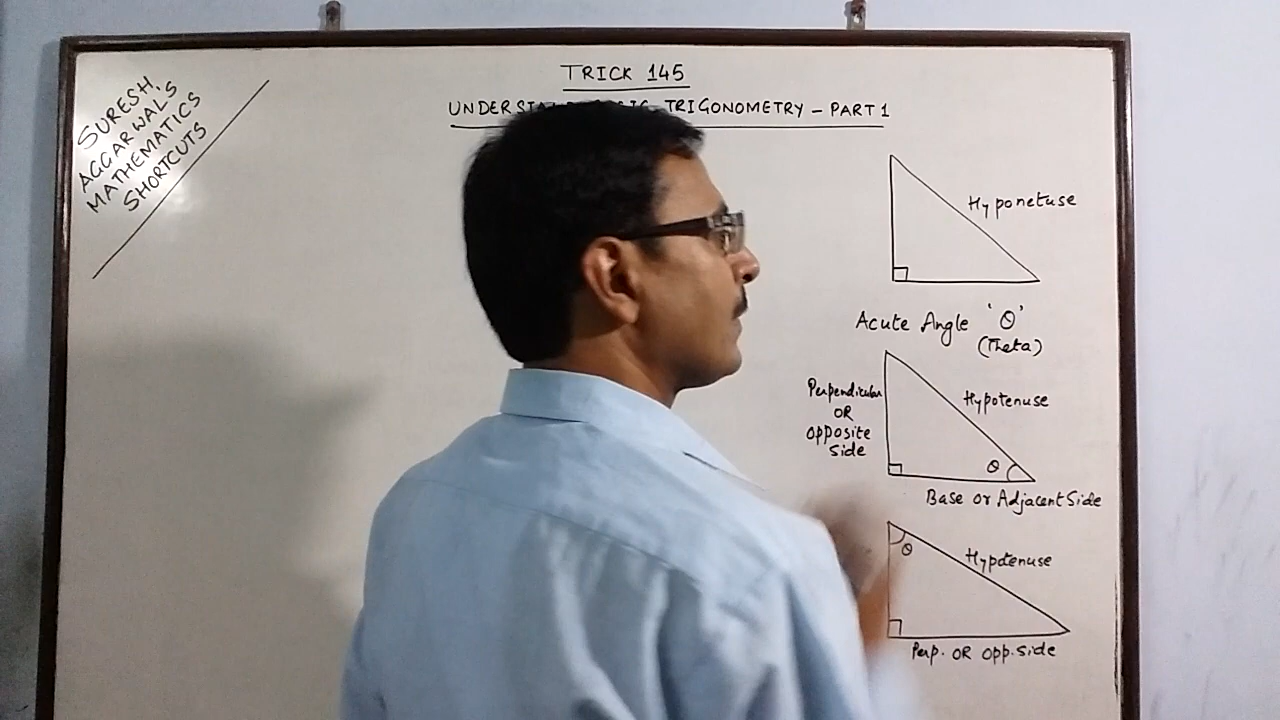 SURESH.
AGGARWAL'S
MATHEMATICS
SHORTCUTS
TRICK 145
TRIGONOMETRY - PART 1
Hyponetuse
Acute Angle 'θ'
(Theta)
Perpendicular
OR
opposite
side
Hypotenuse
θ
Base or Adjacent Side
θ
Hypotenuse
Perp. OR opp. side